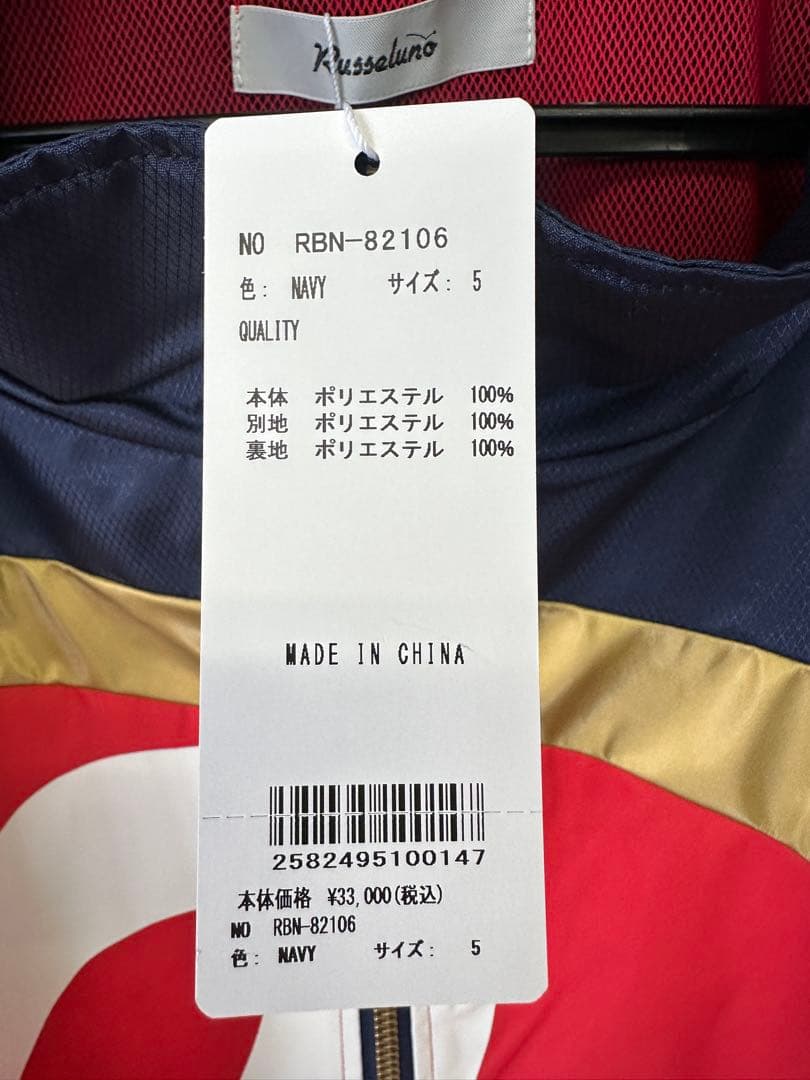 Russeluno
NO RBN-82106
色: NAVY サイズ: 5
QUALITY
本体 ポリエステル 100%
別地 ポリエステル 100%
裏地 ポリエステル 100%
MADE IN CHINA
2582495100147
本体価格 ¥33,000(税込)
NO RBN-82106
色: NAVY サイズ: 5